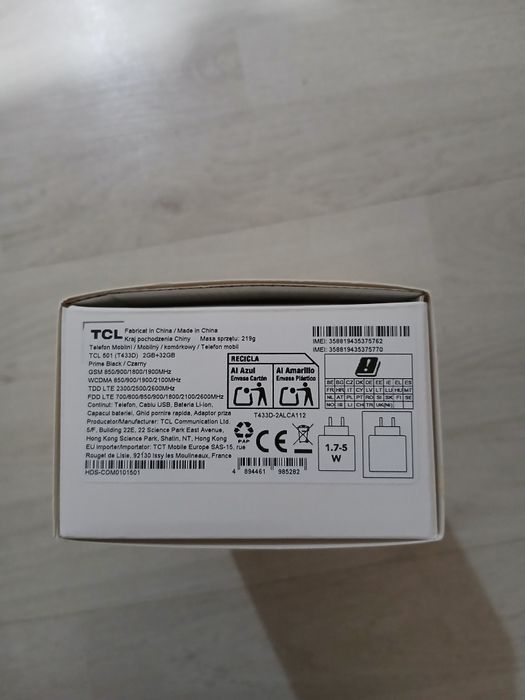 TCL Fabricat in China / Made in China
Kraj pochodzenia Chiny Masa sprzętu: 219g
Telefon Mobilni / Mobilný / komórkowy / Telefon mobil
TCL 501 (T433D) 2GB+32GB
Prime Black / Czarny
GSM 850/900/1800/1900MHz
WCDMA 850/900/1900/2100MHz
TDD LTE 2300/2500/2600MHz
FDD LTE 700/800/850/900/1800/2100/2600MHz
Continut: Telefon, Cablu USB, Bateria Li-ion,
Capacul bateriei, Ghid pornire rapida, Adaptor priza
Producator/Manufacturer: TCL Communication Ltd.
5/F, Building 22E, 22 Science Park East Avenue,
Hong Kong Science Park, Shatin, NT, Hong Kong
EU Importer/Importator: TCT Mobile Europe SAS-15, rue
Rouget de Lisle, 92130 Issy les Moulineaux, France
HDS-COM0101501
IMEI: 358819435375762
IMEI: 358819435375770
RECICLA
Al Azul
Envase Cartón
Al Amarillo
Envase Plástico
T433D-2ALCA112
PAP
CE
4 894461 985282
BE BG CZ DK DE EE IE EL ES
FR HR IT CY LV LT LU HU MT
NL AT PL PT RO SI SK FI SE
NO IS LI CH TR UK(NI)
1.7-5
W